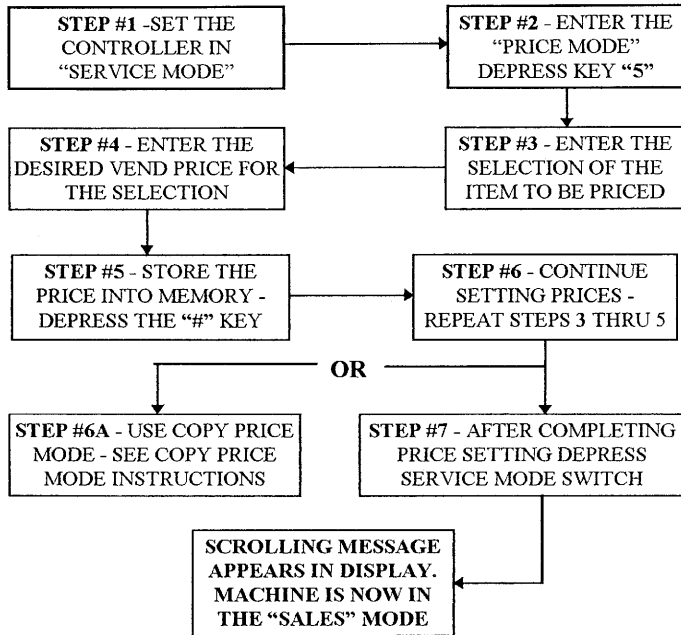 STEP #1 -SET THE
CONTROLLER IN
“SERVICE MODE”
STEP #2 – ENTER THE
“PRICE MODE”
DEPRESS KEY “5”
STEP #3 – ENTER THE
SELECTION OF THE
ITEM TO BE PRICED
STEP #4 – ENTER THE
DESIRED VEND PRICE FOR
THE SELECTION
STEP #5 - STORE THE
PRICE INTO MEMORY -
DEPRESS THE “#” KEY
STEP #6 - CONTINUE
SETTING PRICES -
REPEAT STEPS 3 THRU 5
OR
STEP #6A - USE COPY PRICE
MODE - SEE COPY PRICE
MODE INSTRUCTIONS
STEP #7 - AFTER COMPLETING
PRICE SETTING DEPRESS
SERVICE MODE SWITCH
SCROLLING MESSAGE
APPEARS IN DISPLAY.
MACHINE IS NOW IN
THE “SALES” MODE